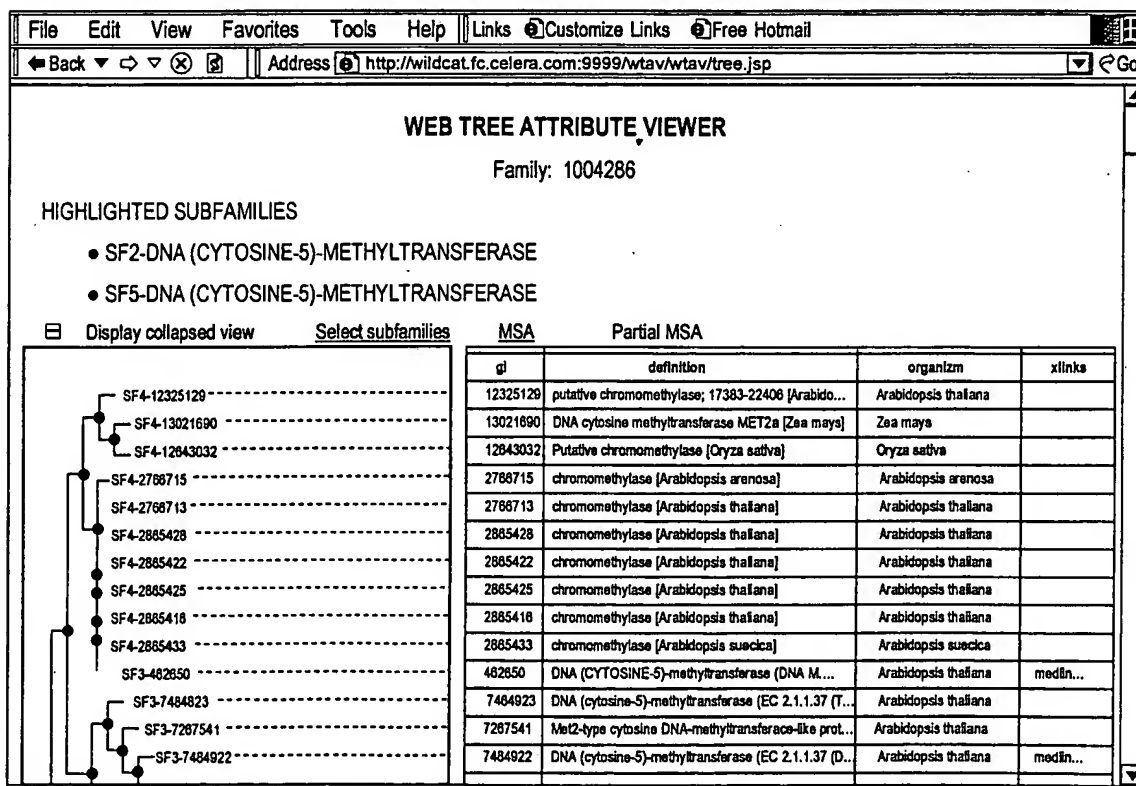 File Edit View Favorites Tools Help Links Customize Links Free Hotmail
Back Address http://wildcat.fc.celera.com:9999/wtav/wtav/tree.jsp Go
WEB TREE ATTRIBUTE VIEWER
Family: 1004286
HIGHLIGHTED SUBFAMILIES
● SF2-DNA (CYTOSINE-5)-METHYLTRANSFERASE
● SF5-DNA (CYTOSINE-5)-METHYLTRANSFERASE
⊟ Display collapsed view Select subfamilies MSA Partial MSA
gi definition organizm xlinks
SF4-12325129 12325129 putative chromomethylase; 17383-22406 [Arabido... Arabidopsis thaliana
SF4-13021690 13021690 DNA cytosine methyltransferase MET2a [Zea mays] Zea mays
SF4-12643032 12643032 Putative chromomethylase [Oryza sativa] Oryza sativa
SF4-2766715 2766715 chromomethylase [Arabidopsis arenosa] Arabidopsis arenosa
SF4-2766713 2766713 chromomethylase [Arabidopsis thaliana] Arabidopsis thaliana
SF4-2865428 2865428 chromomethylase [Arabidopsis thaliana] Arabidopsis thaliana
SF4-2865422 2865422 chromomethylase [Arabidopsis thaliana] Arabidopsis thaliana
SF4-2865425 2865425 chromomethylase [Arabidopsis thaliana] Arabidopsis thaliana
SF4-2865416 2865416 chromomethylase [Arabidopsis thaliana] Arabidopsis thaliana
SF4-2865433 2865433 chromomethylase [Arabidopsis suecica] Arabidopsis suecica
SF3-482650 482650 DNA (CYTOSINE-5)-methyltransferase (DNA M.... Arabidopsis thaliana medlin...
SF3-7484823 7484923 DNA (cytosine-5)-methyltransferase (EC 2.1.1.37 (T... Arabidopsis thaliana
SF3-7267541 7267541 Met2-type cytosine DNA-methyltransferace-like prot... Arabidopsis thaliana
SF3-7484922 7484922 DNA (cytosine-5)-methyltransferase (EC 2.1.1.37 (D... Arabidopsis thaliana medlin...